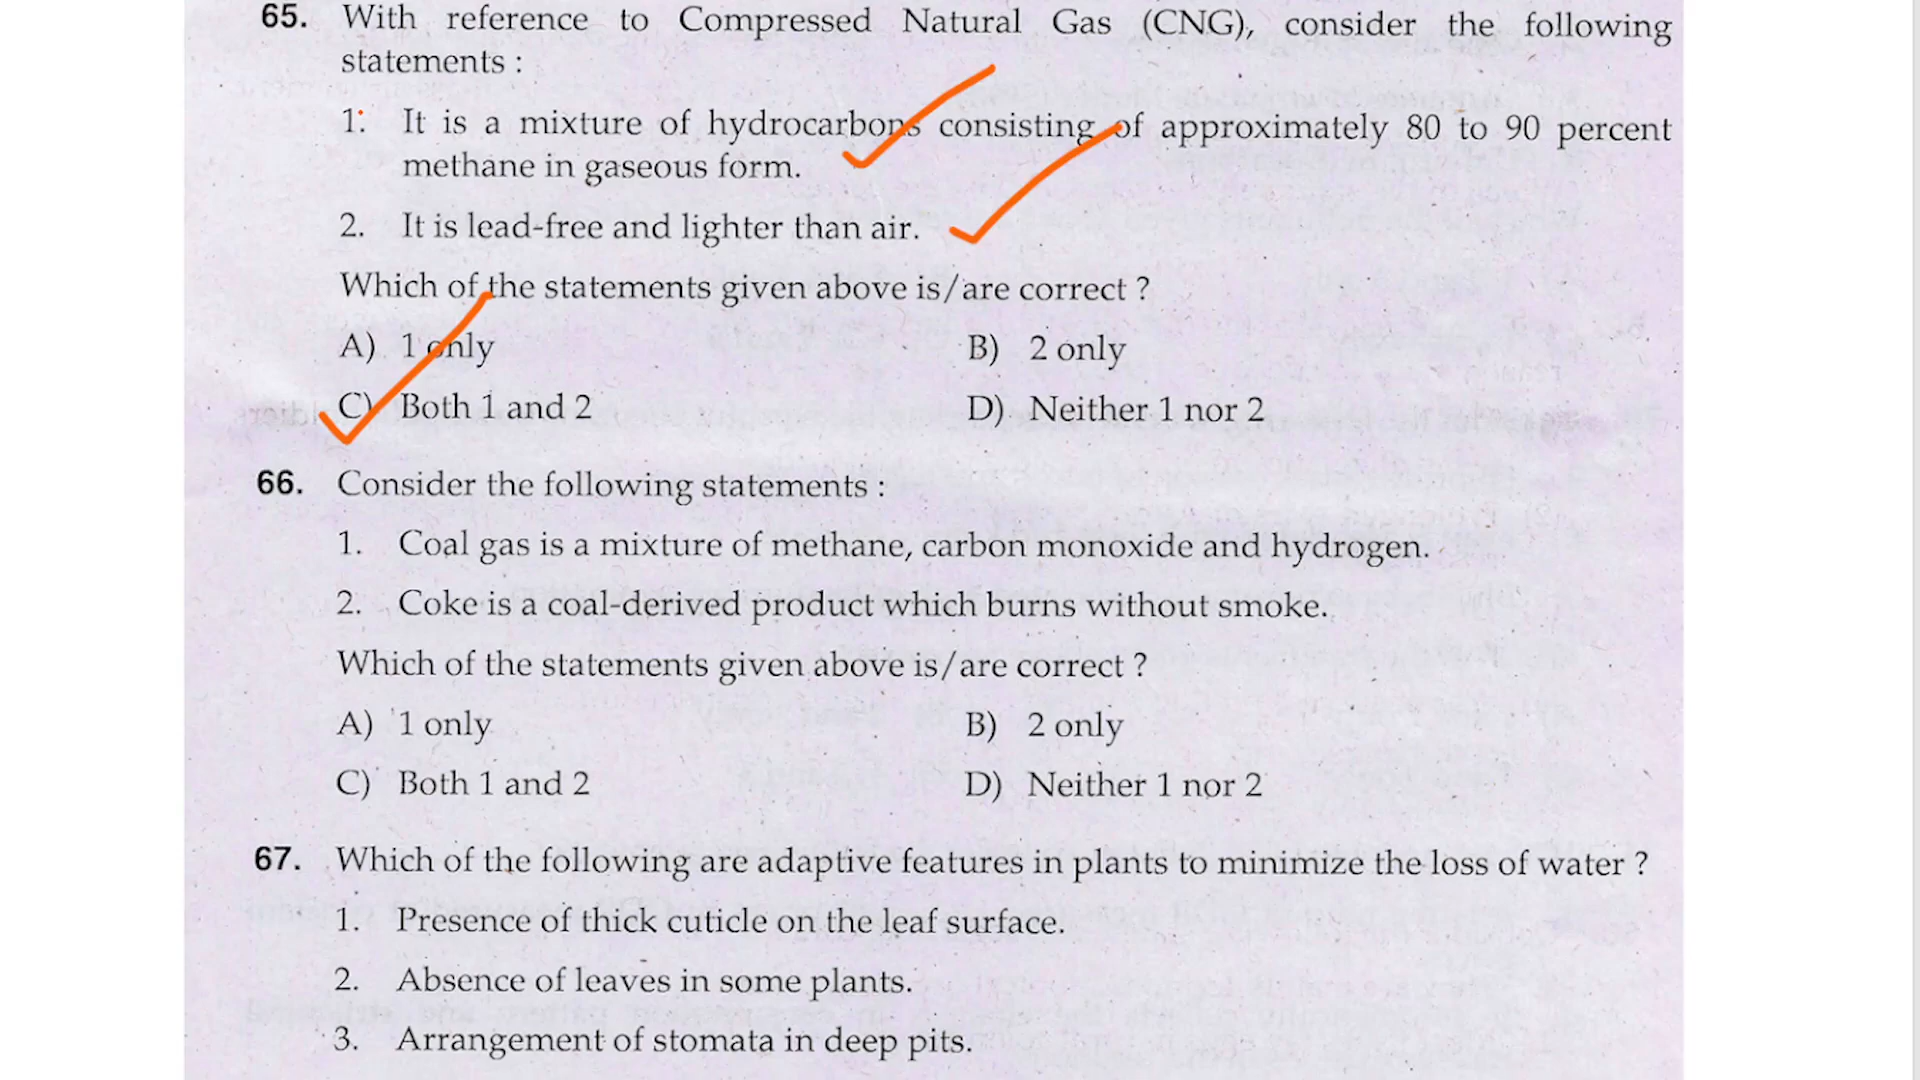 65. With reference to Compressed Natural Gas (CNG), consider the following
statements :
1. It is a mixture of hydrocarbons consisting of approximately 80 to 90 percent
methane in gaseous form.
2. It is lead-free and lighter than air.
Which of the statements given above is/are correct ?
A) 1 only B) 2 only
C) Both 1 and 2 D) Neither 1 nor 2
66. Consider the following statements :
1. Coal gas is a mixture of methane, carbon monoxide and hydrogen.
2. Coke is a coal-derived product which burns without smoke.
Which of the statements given above is/are correct ?
A) 1 only B) 2 only
C) Both 1 and 2 D) Neither 1 nor 2
67. Which of the following are adaptive features in plants to minimize the loss of water ?
1. Presence of thick cuticle on the leaf surface.
2. Absence of leaves in some plants.
3. Arrangement of stomata in deep pits.